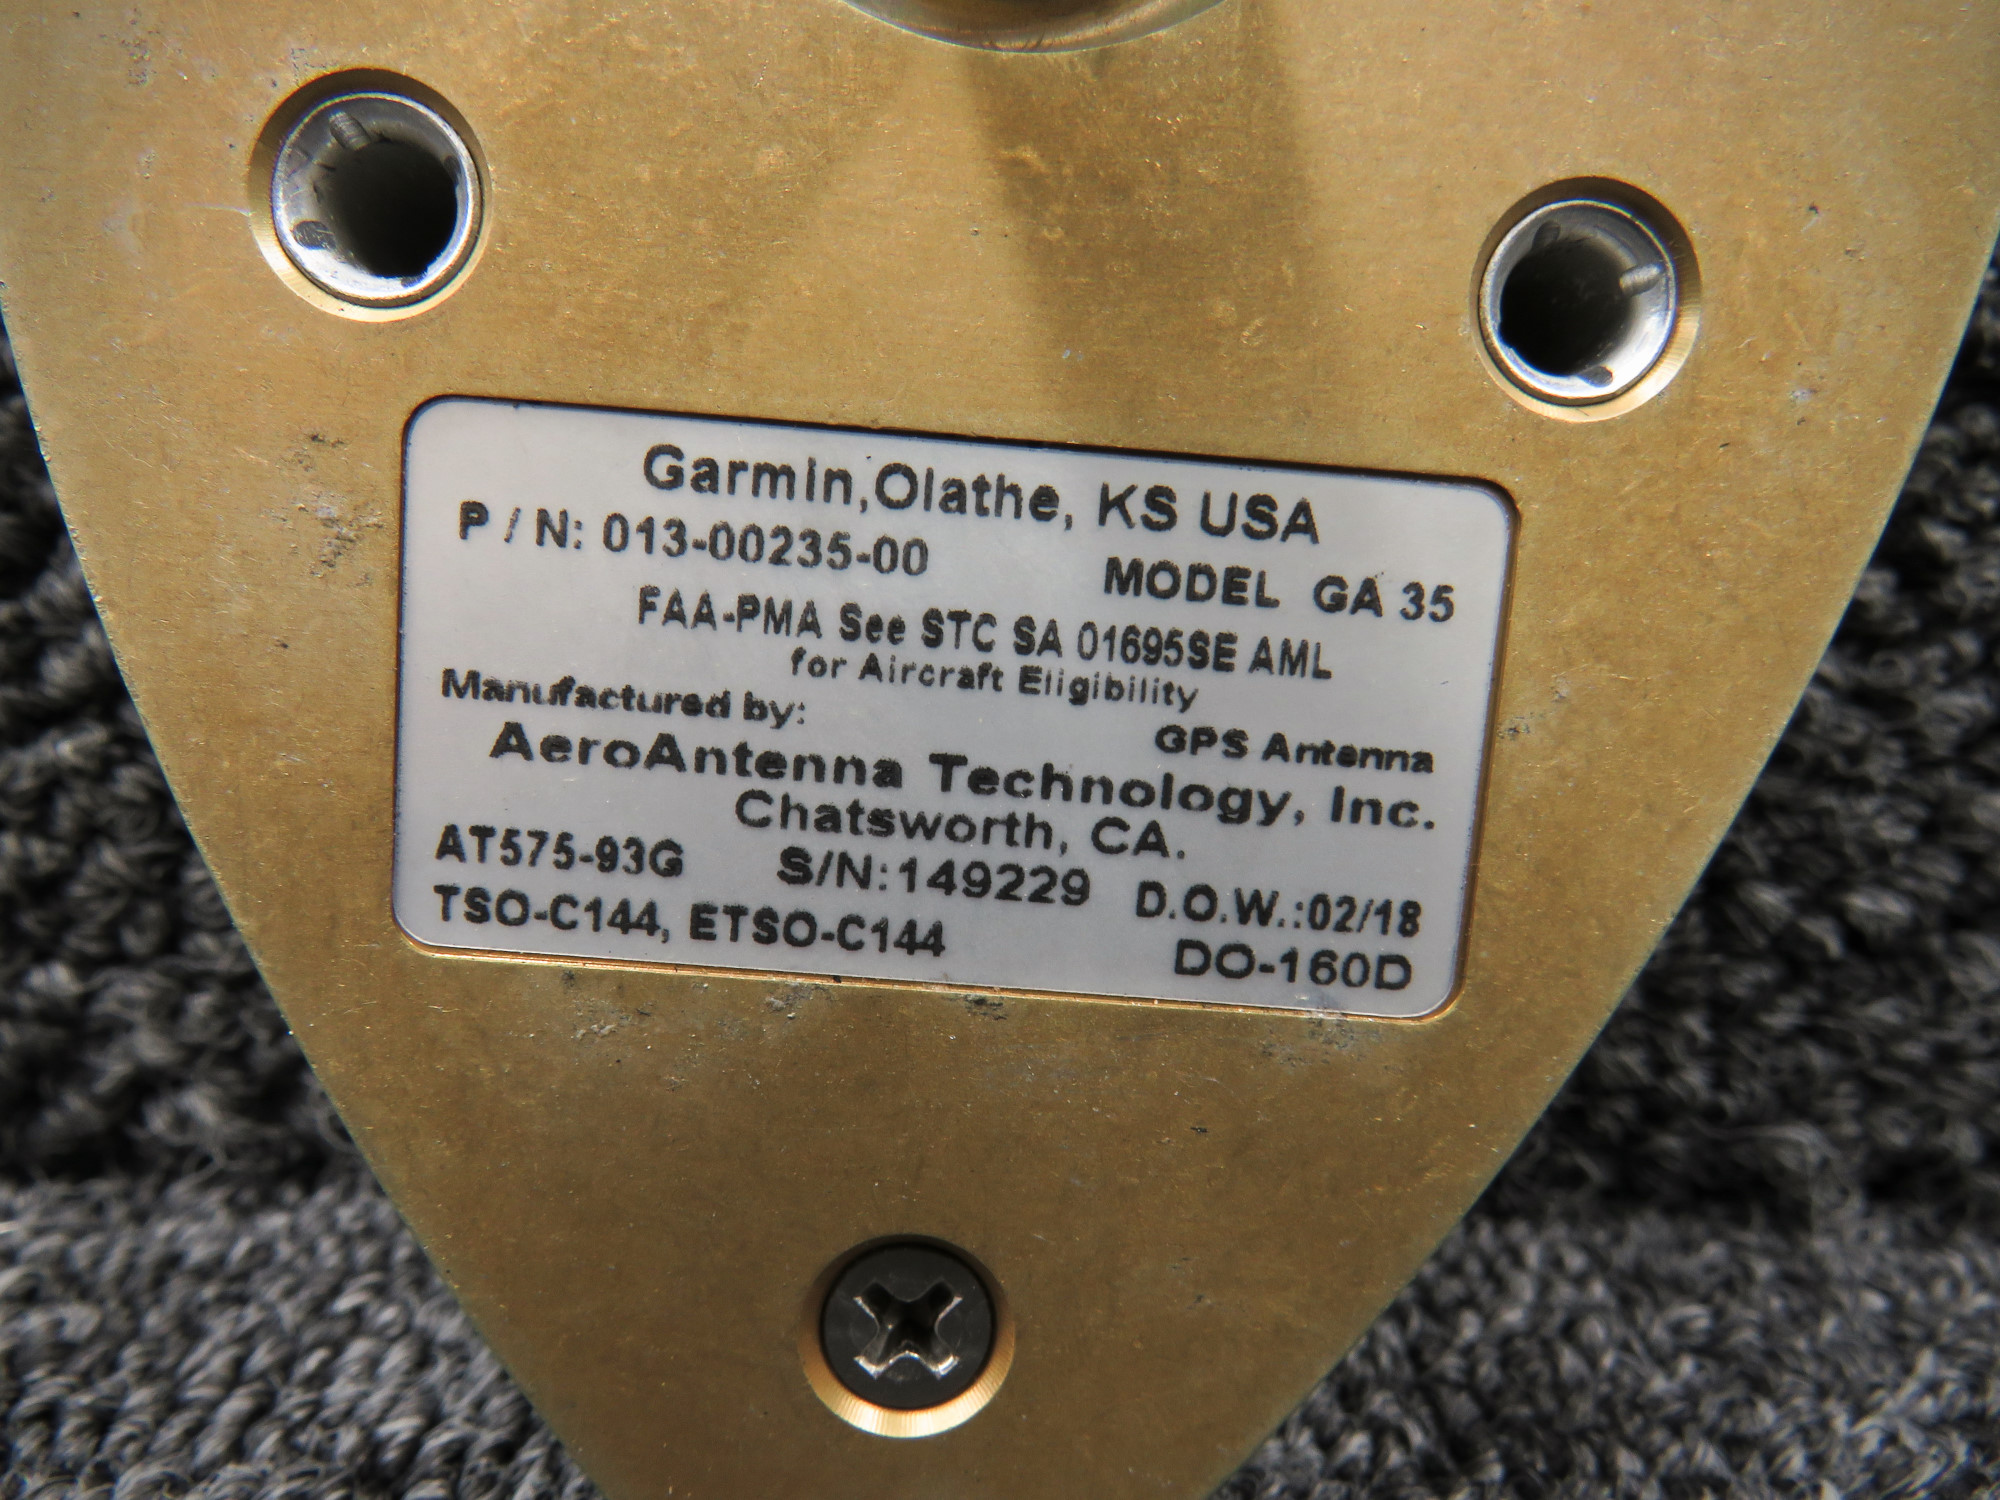 Garmin,Olathe, KS USA
P / N: 013-00235-00 MODEL GA 35
FAA-PMA See STC SA 01695SE AML
for Aircraft Eligibility
Manufactured by: GPS Antenna
AeroAntenna Technology, Inc.
Chatsworth, CA.
AT575-93G S/N:149229 D.O.W.:02/18
TSO-C144, ETSO-C144 DO-160D